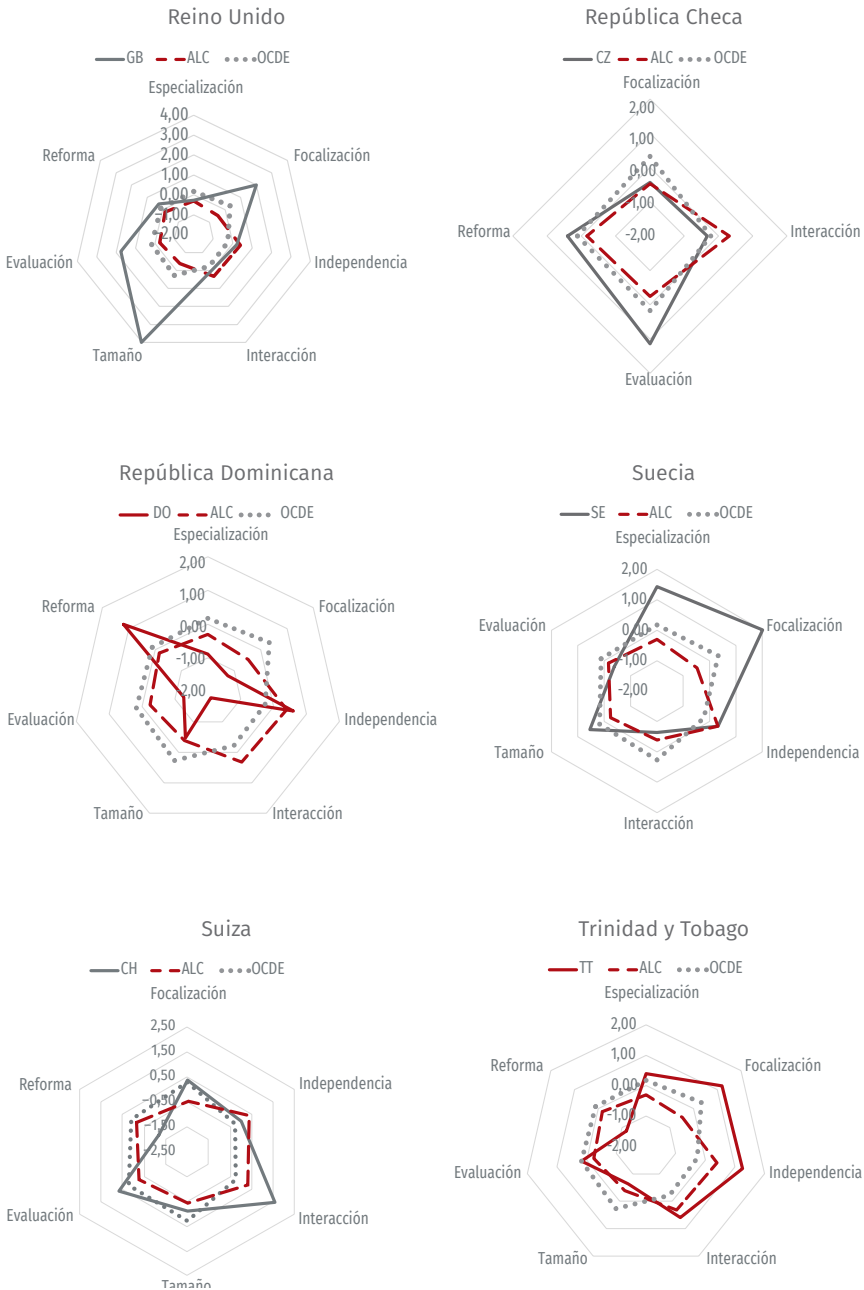 Reino Unido
GB ALC OCDE
Especialización
4,00
3,00
2,00
1,00
0,00
-1,00
-2,00
Reforma
Focalización
Evaluación
Independencia
Tamaño
Interacción
República Checa
CZ ALC OCDE
Focalización
2,00
1,00
0,00
1,00
-2,00
Reforma
Interacción
Evaluación
República Dominicana
DO ALC OCDE
Especialización
2,00
1,00
0,00
-1,00
-2,00
Reforma
Focalización
Evaluación
Independencia
Tamaño
Interacción
Suecia
SE ALC OCDE
Especialización
2,00
1,00
0,00
-1,00
-2,00
Evaluación
Focalización
Tamaño
Independencia
Interacción
Suiza
CH ALC OCDE
Focalización
2,50
1,50
0,50
-0,50
-1,50
-2,50
Reforma
Independencia
Evaluación
Interacción
Tamaño
Trinidad y Tobago
TT ALC OCDE
Especialización
2,00
1,00
0,00
-1,00
-2,00
Reforma
Focalización
Evaluación
Independencia
Tamaño
Interacción